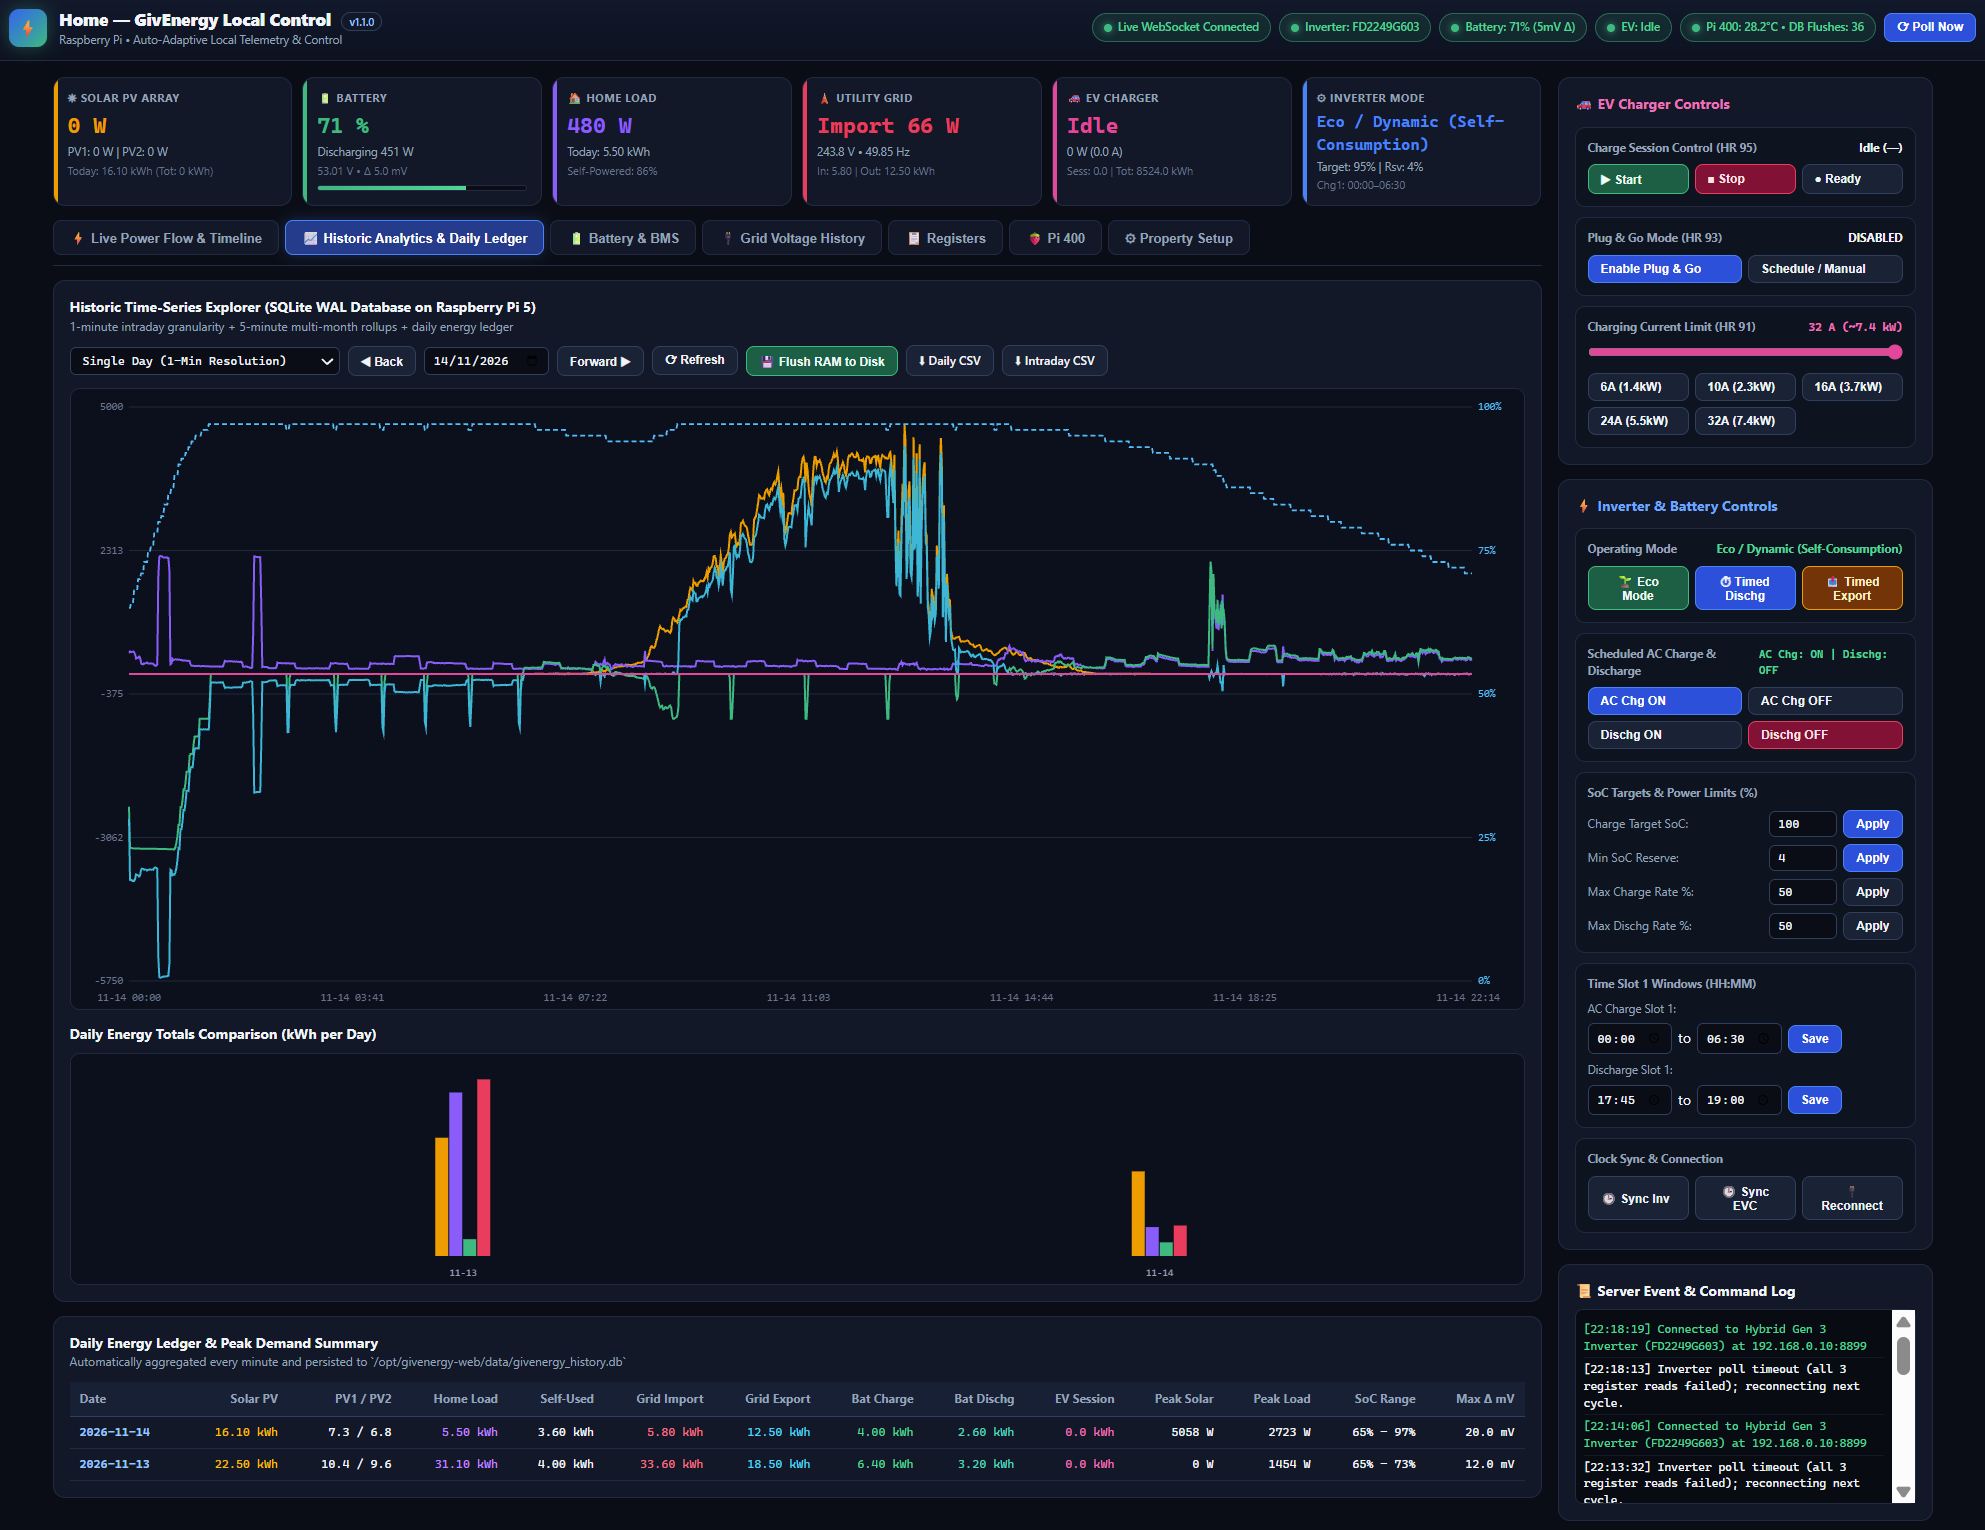 Home — GivEnergy Local Control v1.1.0
Raspberry Pi • Auto-Adaptive Local Telemetry & Control
Live WebSocket Connected
Inverter: FD2249G603
Battery: 71% (5mV Δ)
EV: Idle
Pi 400: 28.2°C • DB Flushes: 36
Poll Now
SOLAR PV ARRAY
0 W
PV1: 0 W | PV2: 0 W
Today: 16.10 kWh (Tot: 0 kWh)
BATTERY
71 %
Discharging 451 W
53.01 V • Δ 5.0 mV
HOME LOAD
480 W
Today: 5.50 kWh
Self-Powered: 86%
UTILITY GRID
Import 66 W
243.8 V • 49.85 Hz
In: 5.80 | Out: 12.50 kWh
EV CHARGER
Idle
0 W (0.0 A)
Sess: 0.0 | Tot: 8524.0 kWh
INVERTER MODE
Eco / Dynamic (Self-
Consumption)
Target: 95% | Rsv: 4%
Chg1: 00:00–06:30
Live Power Flow & Timeline
Historic Analytics & Daily Ledger
Battery & BMS
Grid Voltage History
Registers
Pi 400
Property Setup
Historic Time-Series Explorer (SQLite WAL Database on Raspberry Pi 5)
1-minute intraday granularity + 5-minute multi-month rollups + daily energy ledger
Single Day (1-Min Resolution)
◀ Back
14/11/2026
Forward ▶
Refresh
Flush RAM to Disk
⬇ Daily CSV
⬇ Intraday CSV
5000
2313
-375
-3062
-5750
100%
75%
50%
25%
0%
11-14 00:00
11-14 03:41
11-14 07:22
11-14 11:03
11-14 14:44
11-14 18:25
11-14 22:14
Daily Energy Totals Comparison (kWh per Day)
11-13
11-14
Daily Energy Ledger & Peak Demand Summary
Automatically aggregated every minute and persisted to `/opt/givenergy-web/data/givenergy_history.db`
Date Solar PV PV1 / PV2 Home Load Self-Used Grid Import Grid Export Bat Charge Bat Dischg EV Session Peak Solar Peak Load SoC Range Max Δ mV
2026-11-14 16.10 kWh 7.3 / 6.8 5.50 kWh 3.60 kWh 5.80 kWh 12.50 kWh 4.00 kWh 2.60 kWh 0.0 kWh 5058 W 2723 W 65% – 97% 20.0 mV
2026-11-13 22.50 kWh 10.4 / 9.6 31.10 kWh 4.00 kWh 33.60 kWh 18.50 kWh 6.40 kWh 3.20 kWh 0.0 kWh 0 W 1454 W 65% – 73% 12.0 mV
EV Charger Controls
Charge Session Control (HR 95) Idle (—)
▶ Start
■ Stop
● Ready
Plug & Go Mode (HR 93) DISABLED
Enable Plug & Go
Schedule / Manual
Charging Current Limit (HR 91) 32 A (~7.4 kW)
6A (1.4kW)
10A (2.3kW)
16A (3.7kW)
24A (5.5kW)
32A (7.4kW)
Inverter & Battery Controls
Operating Mode Eco / Dynamic (Self-Consumption)
Eco
Mode
Timed
Dischg
Timed
Export
Scheduled AC Charge &
Discharge
AC Chg: ON | Dischg:
OFF
AC Chg ON
AC Chg OFF
Dischg ON
Dischg OFF
SoC Targets & Power Limits (%)
Charge Target SoC: 100 Apply
Min SoC Reserve: 4 Apply
Max Charge Rate %: 50 Apply
Max Dischg Rate %: 50 Apply
Time Slot 1 Windows (HH:MM)
AC Charge Slot 1:
00:00 to 06:30 Save
Discharge Slot 1:
17:45 to 19:00 Save
Clock Sync & Connection
Sync Inv
Sync
EVC
Reconnect
Server Event & Command Log
[22:18:19] Connected to Hybrid Gen 3
Inverter (FD2249G603) at 192.168.0.10:8899
[22:18:13] Inverter poll timeout (all 3
register reads failed); reconnecting next
cycle.
[22:14:06] Connected to Hybrid Gen 3
Inverter (FD2249G603) at 192.168.0.10:8899
[22:13:32] Inverter poll timeout (all 3
register reads failed); reconnecting next
cycle.